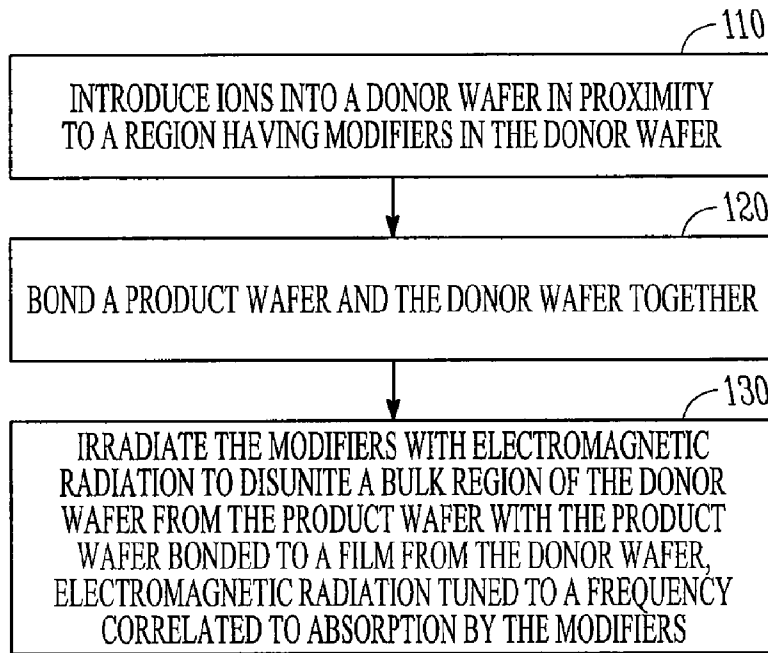 110
INTRODUCE IONS INTO A DONOR WAFER IN PROXIMITY
TO A REGION HAVING MODIFIERS IN THE DONOR WAFER
120
BOND A PRODUCT WAFER AND THE DONOR WAFER TOGETHER
130
IRRADIATE THE MODIFIERS WITH ELECTROMAGNETIC
RADIATION TO DISUNITE A BULK REGION OF THE DONOR
WAFER FROM THE PRODUCT WAFER WITH THE PRODUCT
WAFER BONDED TO A FILM FROM THE DONOR WAFER,
ELECTROMAGNETIC RADIATION TUNED TO A FREQUENCY
CORRELATED TO ABSORPTION BY THE MODIFIERS